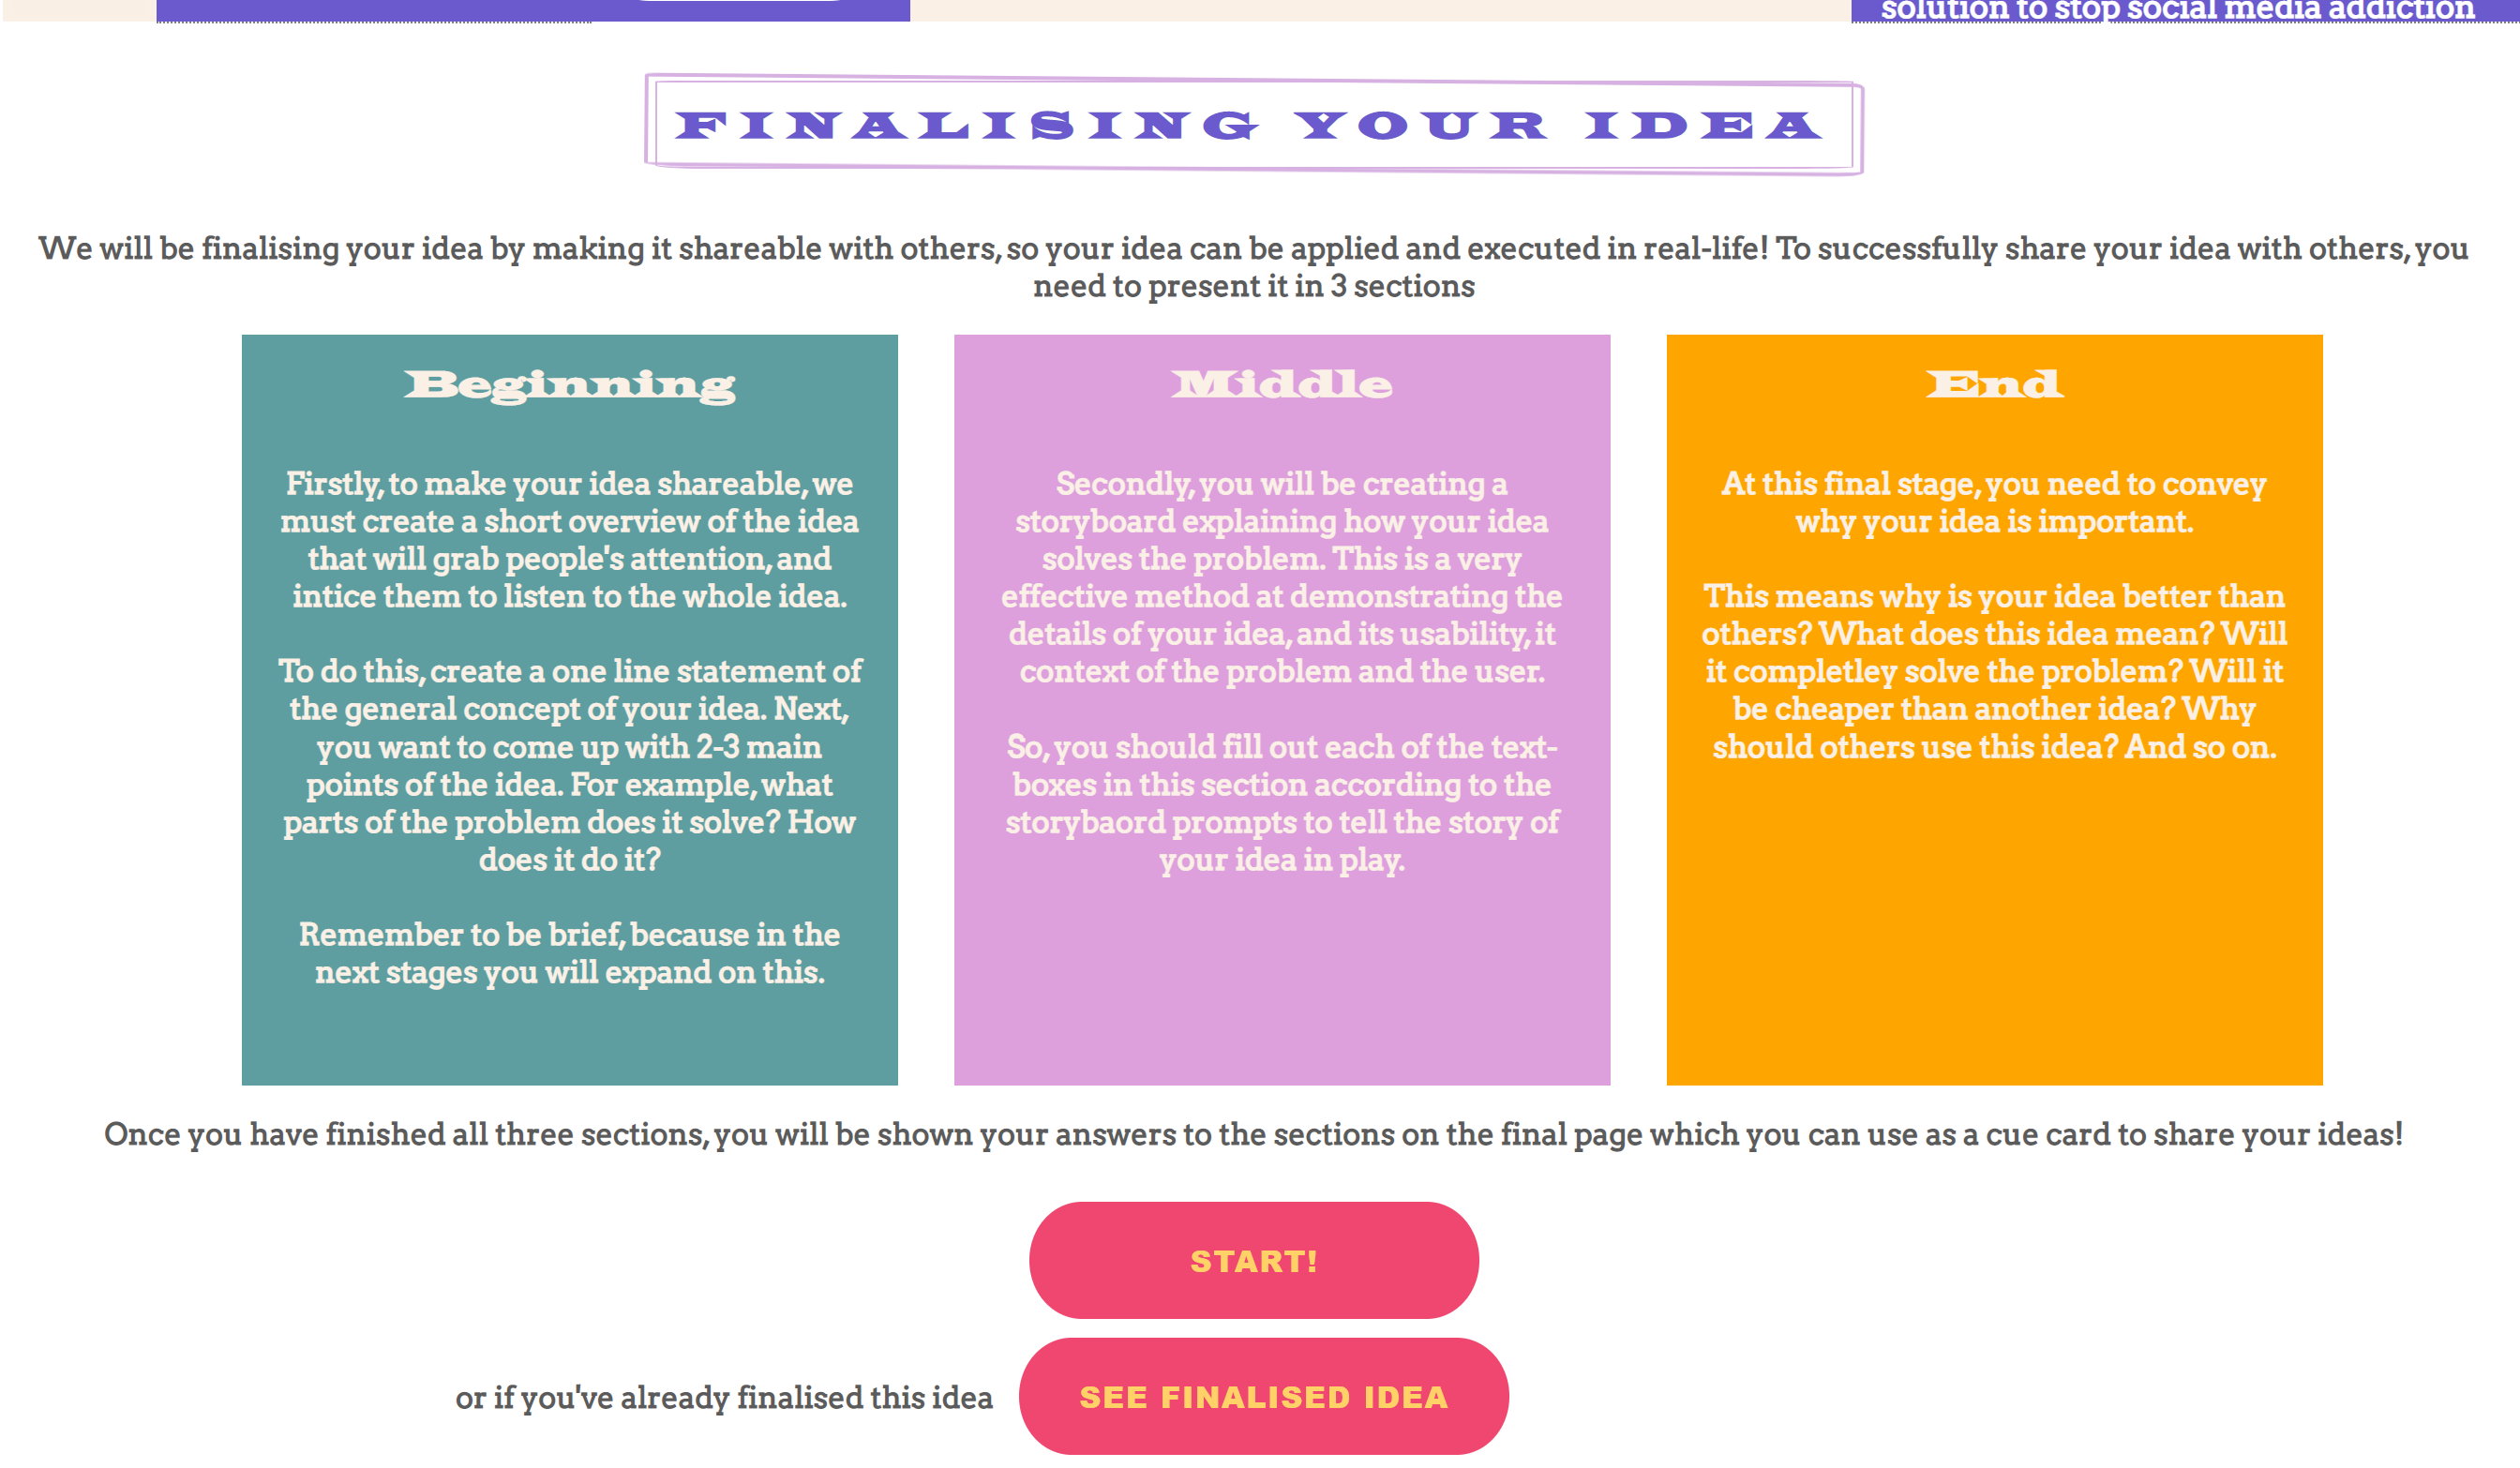 solution to stop social media addiction
FINALISING YOUR IDEA
We will be finalising your idea by making it shareable with others, so your idea can be applied and executed in real-life! To successfully share your idea with others, you
need to present it in 3 sections
Beginning
Firstly, to make your idea shareable, we
must create a short overview of the idea
that will grab people's attention, and
intice them to listen to the whole idea.
To do this, create a one line statement of
the general concept of your idea. Next,
you want to come up with 2-3 main
points of the idea. For example, what
parts of the problem does it solve? How
does it do it?
Remember to be brief, because in the
next stages you will expand on this.
Middle
Secondly, you will be creating a
storyboard explaining how your idea
solves the problem. This is a very
effective method at demonstrating the
details of your idea, and its usability, it
context of the problem and the user.
So, you should fill out each of the text-
boxes in this section according to the
storybaord prompts to tell the story of
your idea in play.
End
At this final stage, you need to convey
why your idea is important.
This means why is your idea better than
others? What does this idea mean? Will
it completley solve the problem? Will it
be cheaper than another idea? Why
should others use this idea? And so on.
Once you have finished all three sections, you will be shown your answers to the sections on the final page which you can use as a cue card to share your ideas!
START!
or if you've already finalised this idea
SEE FINALISED IDEA